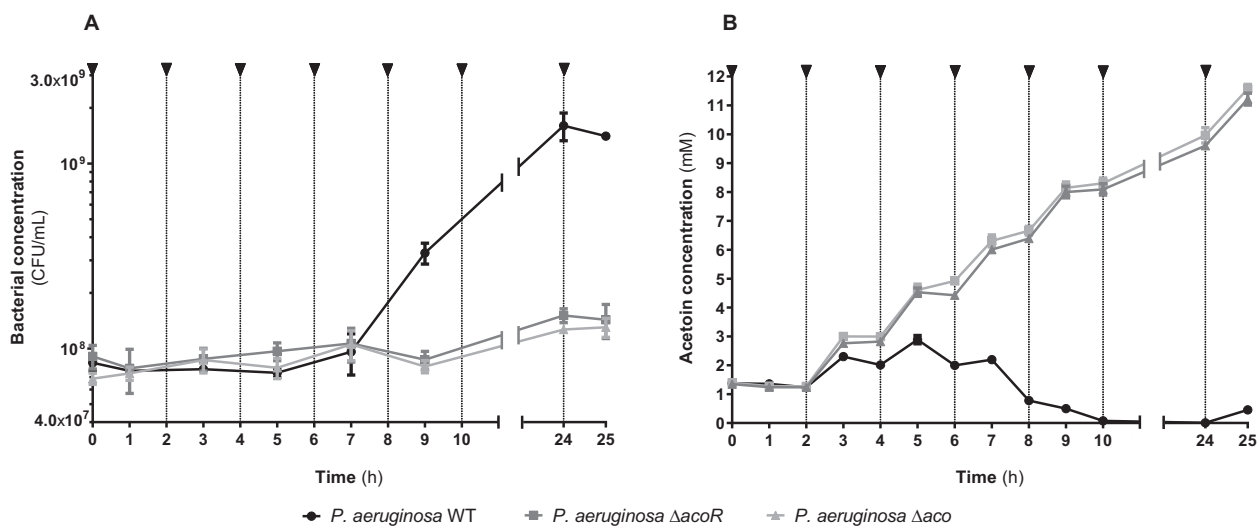 A
Bacterial concentration
(CFU/mL)
3.0x10⁹
10⁹
10⁸
4.0x10⁷
0 1 2 3 4 5 6 7 8 9 10 24 25
Time (h)
B
Acetoin concentration (mM)
12
11
10
9
8
7
6
5
4
3
2
1
0
0 1 2 3 4 5 6 7 8 9 10 24 25
Time (h)
P. aeruginosa WT P. aeruginosa ΔacoR P. aeruginosa Δaco